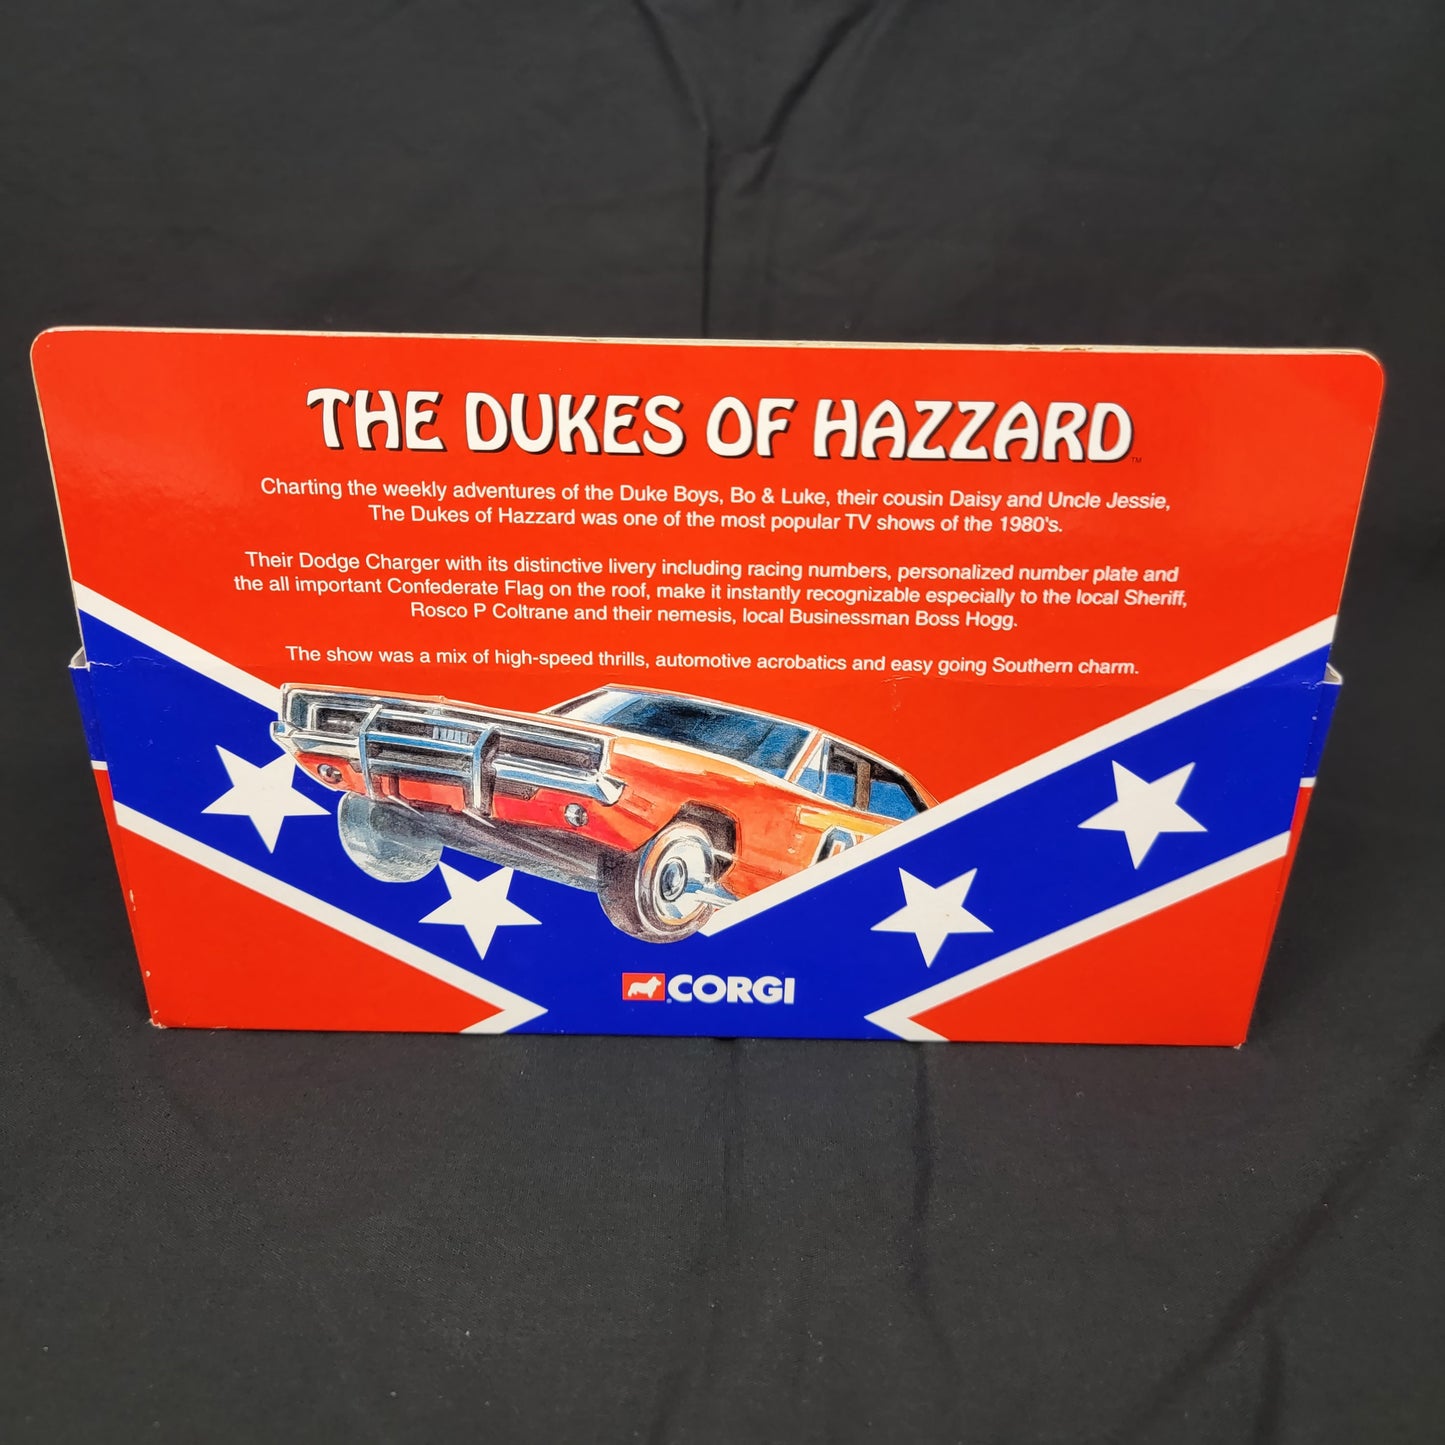 THE DUKES OF HAZZARD™
Charting the weekly adventures of the Duke Boys, Bo & Luke, their cousin Daisy and Uncle Jessie,
The Dukes of Hazzard was one of the most popular TV shows of the 1980's.
Their Dodge Charger with its distinctive livery including racing numbers, personalized number plate and
the all important Confederate Flag on the roof, make it instantly recognizable especially to the local Sheriff,
Rosco P Coltrane and their nemesis, local Businessman Boss Hogg.
The show was a mix of high-speed thrills, automotive acrobatics and easy going Southern charm.
CORGI